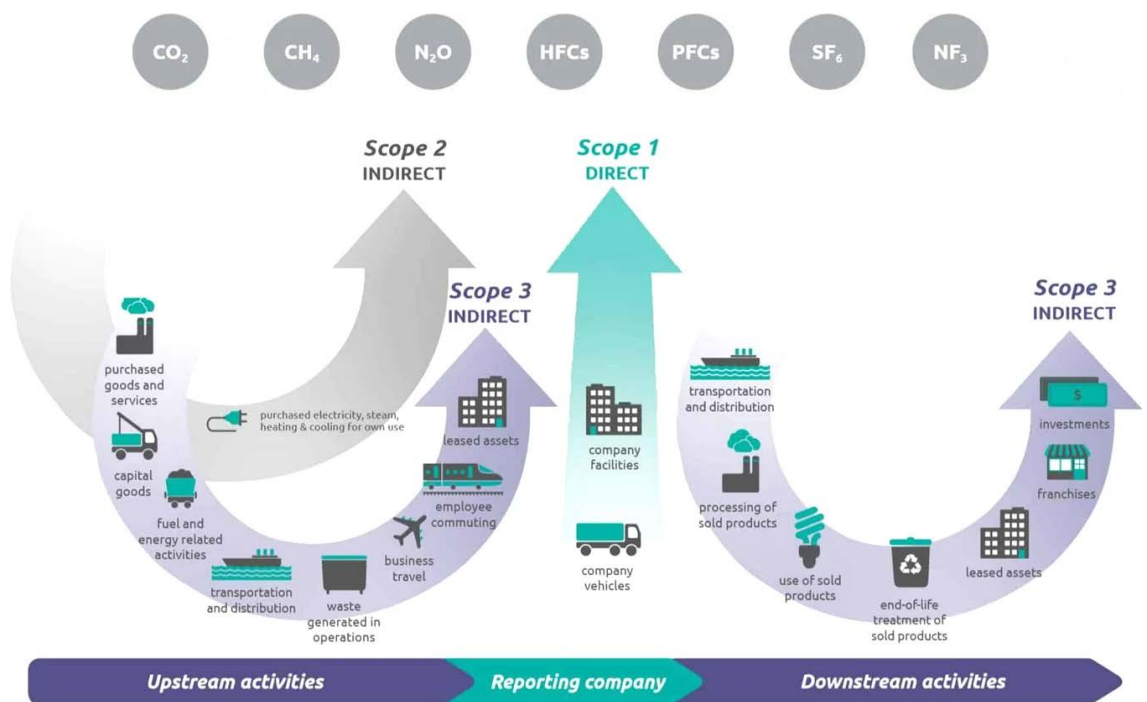 CO₂
CH₄
N₂O
HFCs
PFCs
SF₆
NF₃
Scope 2
INDIRECT
Scope 1
DIRECT
Scope 3
INDIRECT
Scope 3
INDIRECT
purchased
goods and
services
capital
goods
fuel and
energy related
activities
transportation
and distribution
waste
generated in
operations
business
travel
employee
commuting
leased assets
purchased electricity, steam,
heating & cooling for own use
company
facilities
company
vehicles
transportation
and distribution
processing of
sold products
use of sold
products
end-of-life
treatment of
sold products
leased assets
franchises
investments
$
Upstream activities
Reporting company
Downstream activities